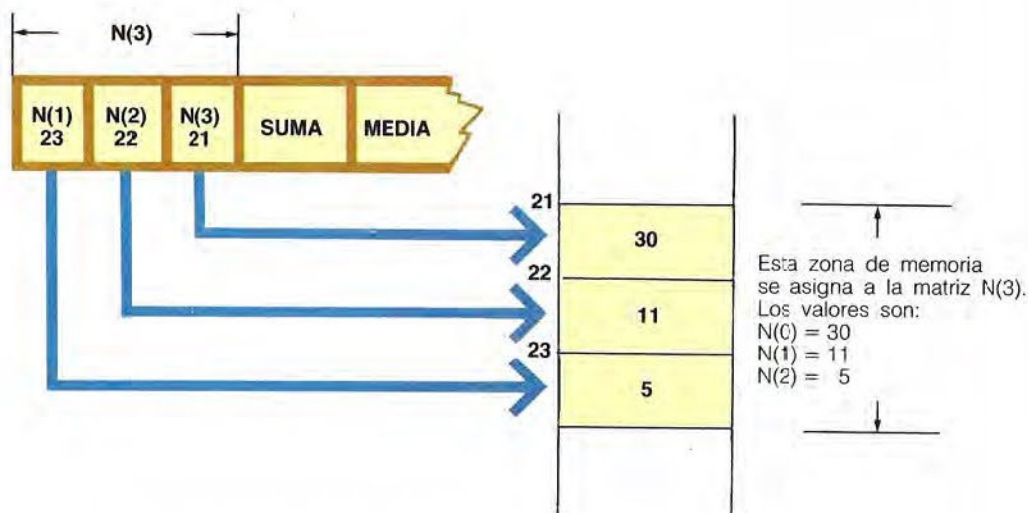 N(3)
N(1) N(2) N(3) SUMA MEDIA
23 22 21
21
30
22
11
23
5
Esta zona de memoria
se asigna a la matriz N(3).
Los valores son:
N(0) = 30
N(1) = 11
N(2) = 5